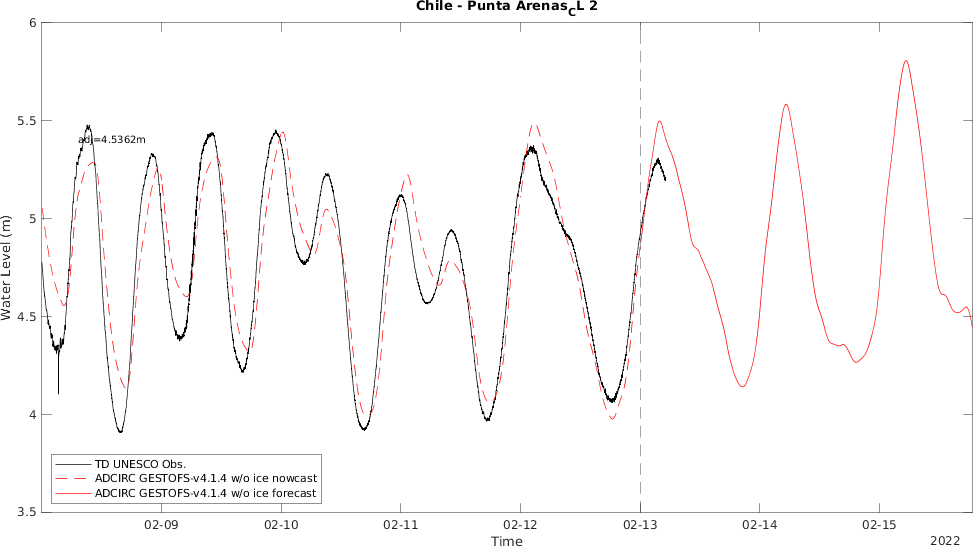 Chile - Punta Arenas_CL 2
6
5.5
5
4.5
4
3.5
Water Level (m)
adj=4.5362m
TD UNESCO Obs.
ADCIRC GESTOFS-v4.1.4 w/o ice nowcast
ADCIRC GESTOFS-v4.1.4 w/o ice forecast
02-09
02-10
02-11
02-12
02-13
02-14
02-15
Time
2022